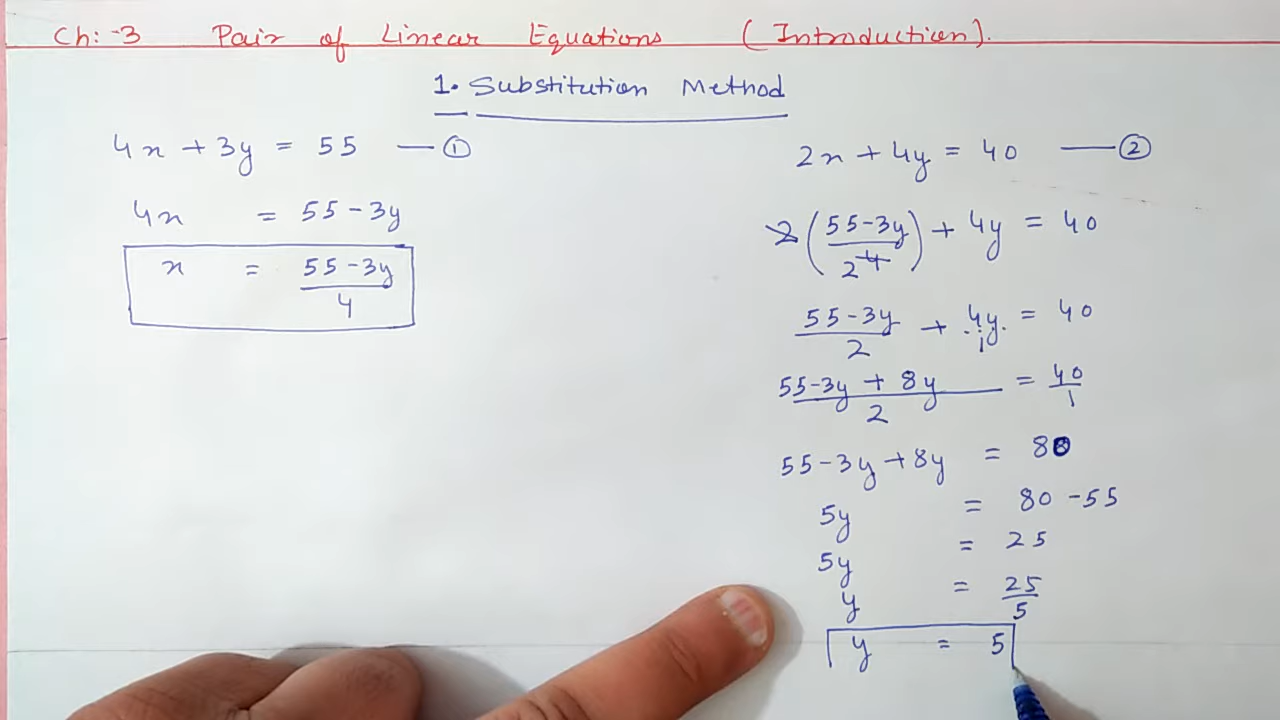 Ch:-3 Pair of Linear Equations (Introduction).
1. Substitution Method
4x + 3y = 55 — ①
4x = 55 - 3y
x = 55 - 3y
4
2x + 4y = 40 — ②
2 ( 55-3y ) + 4y = 40
2 4
55-3y + 4y = 40
2 1
55-3y + 8y = 40
2 1
55-3y + 8y = 80
5y = 80 - 55
5y = 25
y = 25
5
y = 5